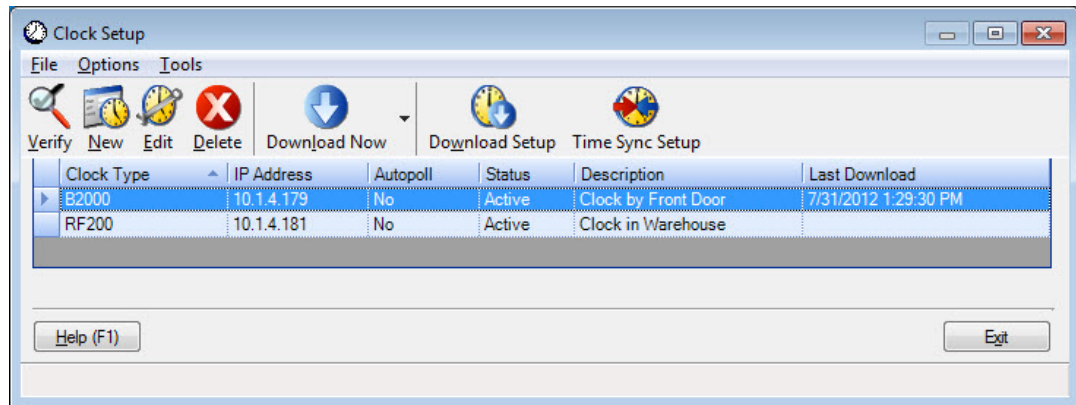 Clock Setup
File Options Tools
Verify New Edit Delete Download Now Download Setup Time Sync Setup
Clock Type IP Address Autopoll Status Description Last Download
B2000 10.1.4.179 No Active Clock by Front Door 7/31/2012 1:29:30 PM
RF200 10.1.4.181 No Active Clock in Warehouse
Help (F1) Exit